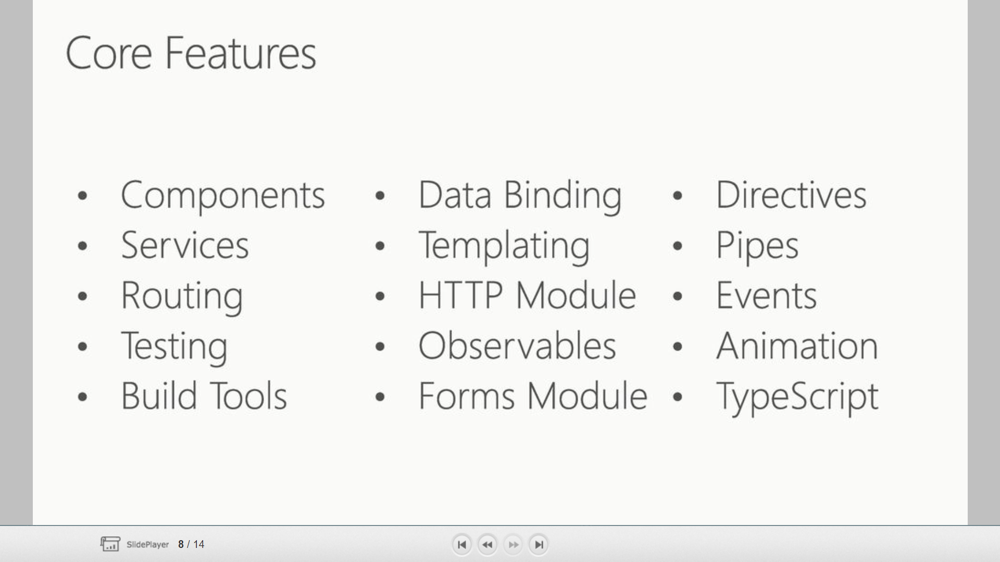 Core Features
• Components
• Services
• Routing
• Testing
• Build Tools
• Data Binding
• Templating
• HTTP Module
• Observables
• Forms Module
• Directives
• Pipes
• Events
• Animation
• TypeScript
SlidePlayer 8 / 14